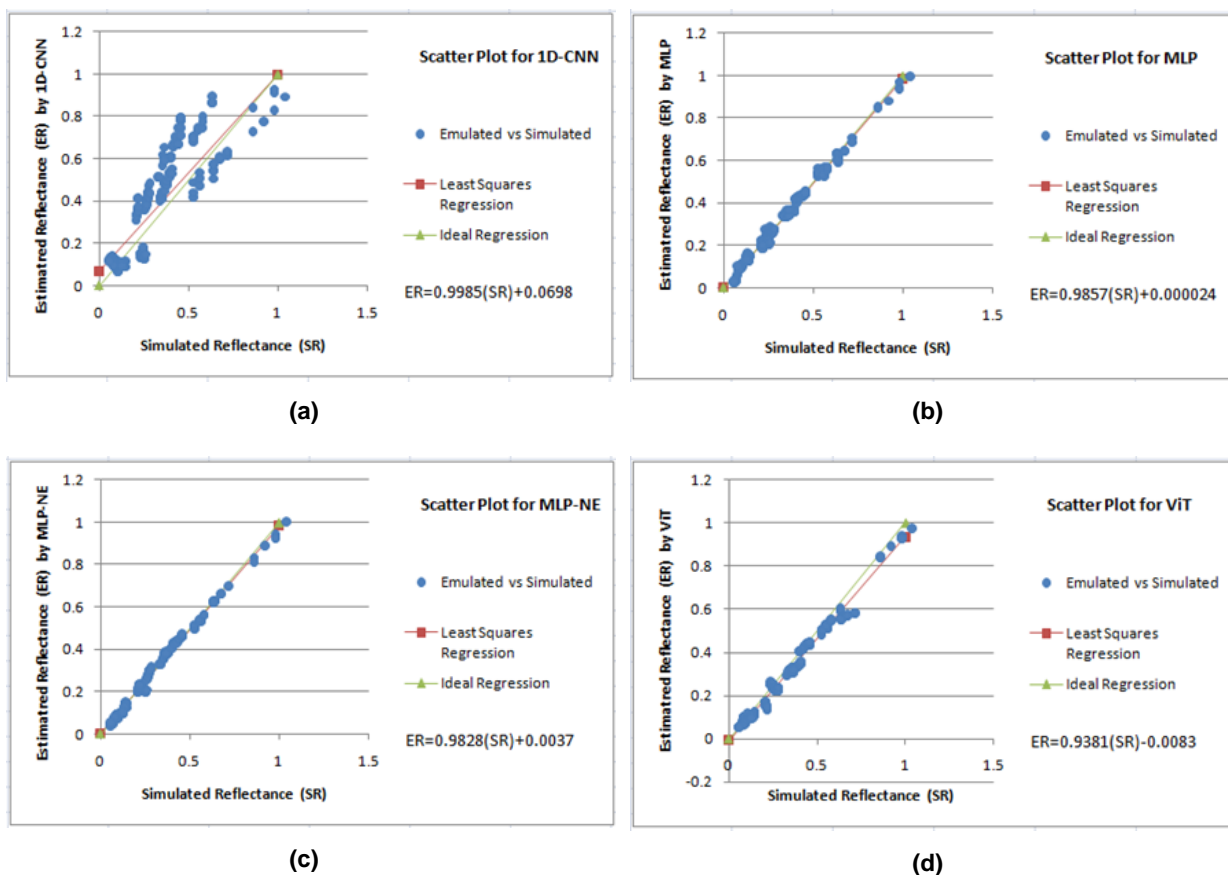 Estimatred Reflectance (ER) by 1D-CNN
1.2
1
0.8
0.6
0.4
0.2
0
0
0.5
1
1.5
Simulated Reflectance (SR)
Scatter Plot for 1D-CNN
Emulated vs Simulated
Least Squares
Regression
Ideal Regression
ER=0.9985(SR)+0.0698
(a)
Estimatred Reflectance (ER) by MLP
1.2
1
0.8
0.6
0.4
0.2
0
0
0.5
1
1.5
Simulated Reflectance (SR)
Scatter Plot for MLP
Emulated vs Simulated
Least Squares
Regression
Ideal Regression
ER=0.9857(SR)+0.000024
(b)
Estimatred Reflectance (ER) by MLP-NE
1.2
1
0.8
0.6
0.4
0.2
0
0
0.5
1
1.5
Simulated Reflectance (SR)
Scatter Plot for MLP-NE
Emulated vs Simulated
Least Squares
Regression
Ideal Regression
ER=0.9828(SR)+0.0037
(c)
Estimatred Reflectance (ER) by ViT
1.2
1
0.8
0.6
0.4
0.2
0
-0.2
0
0.5
1
1.5
Simulated Reflectance (SR)
Scatter Plot for ViT
Emulated vs Simulated
Least Squares
Regression
Ideal Regression
ER=0.9381(SR)-0.0083
(d)